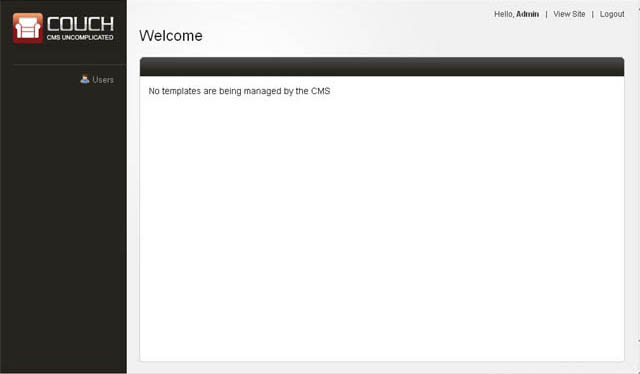 COUCH
CMS UNCOMPLICATED
Hello, Admin | View Site | Logout
Welcome
Users
No templates are being managed by the CMS